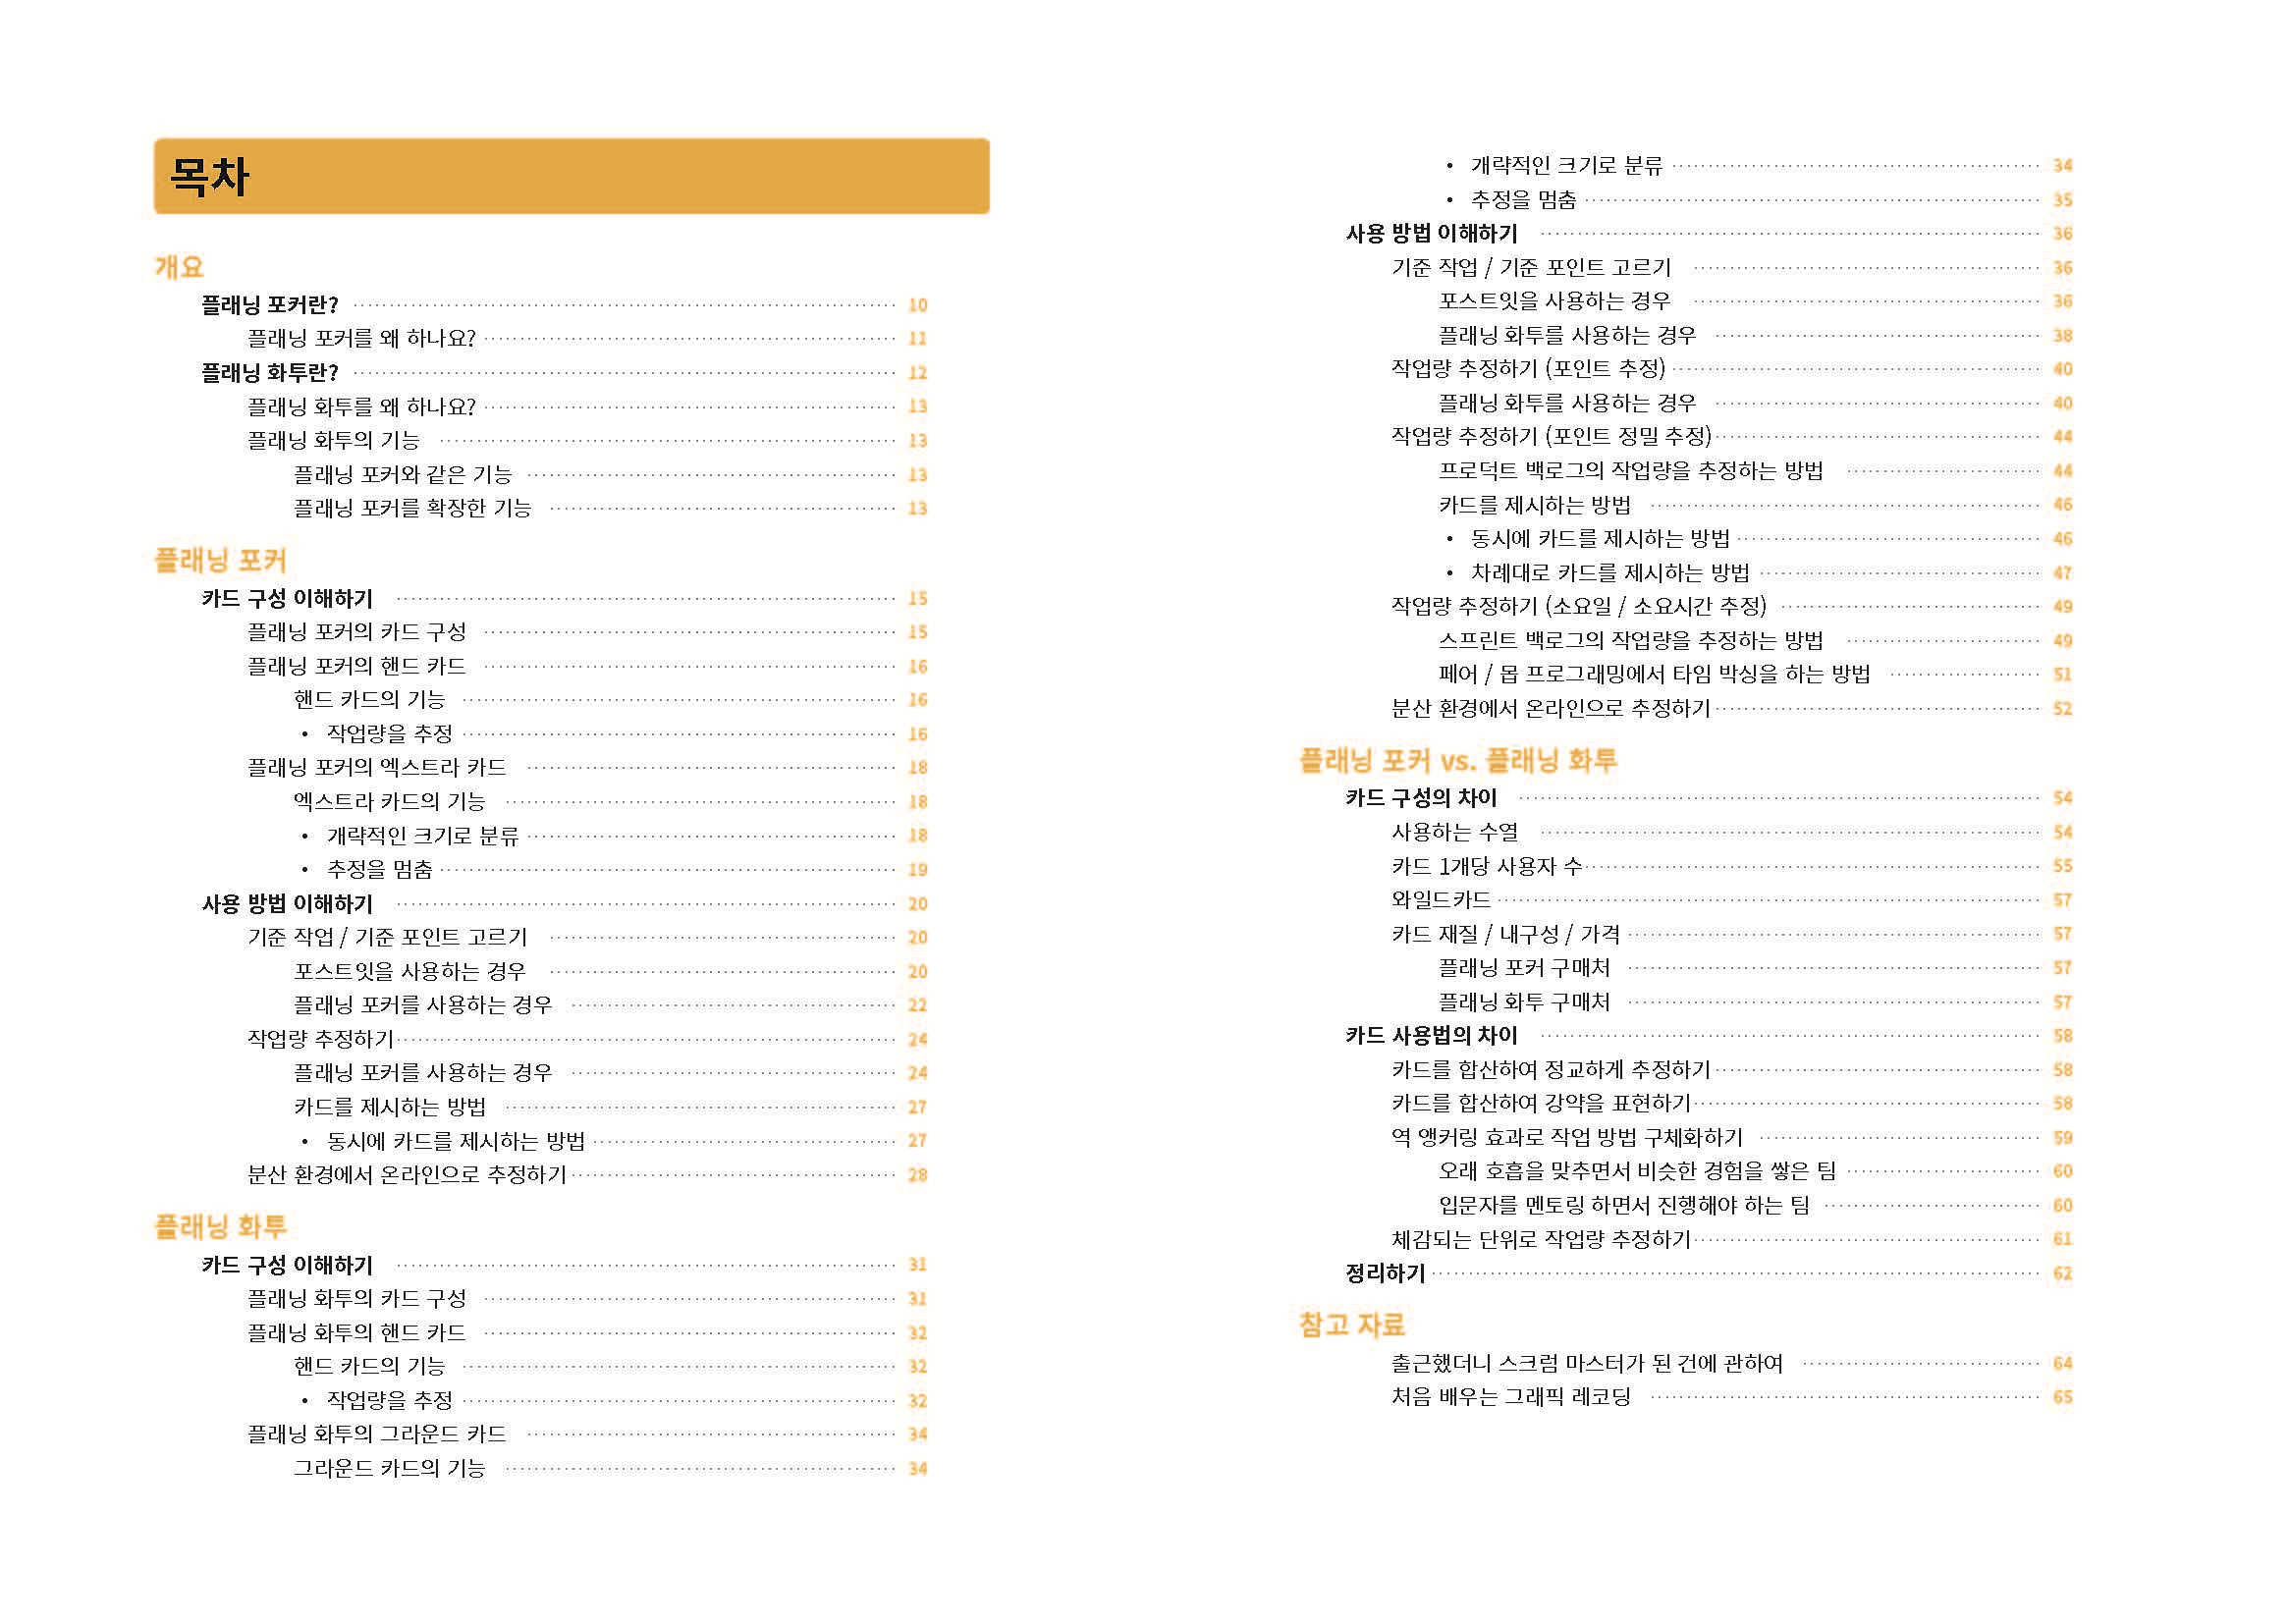 목차
개요
플래닝 포커란? 10
플래닝 포커를 왜 하나요? 11
플래닝 화투란? 12
플래닝 화투를 왜 하나요? 13
플래닝 화투의 기능 13
플래닝 포커와 같은 기능 13
플래닝 포커를 확장한 기능 13
플래닝 포커
카드 구성 이해하기 15
플래닝 포커의 카드 구성 15
플래닝 포커의 핸드 카드 16
핸드 카드의 기능 16
• 작업량을 추정 16
플래닝 포커의 엑스트라 카드 18
엑스트라 카드의 기능 18
• 개략적인 크기로 분류 18
• 추정을 멈춤 19
사용 방법 이해하기 20
기준 작업 / 기준 포인트 고르기 20
포스트잇을 사용하는 경우 20
플래닝 포커를 사용하는 경우 22
작업량 추정하기 24
플래닝 포커를 사용하는 경우 24
카드를 제시하는 방법 27
• 동시에 카드를 제시하는 방법 27
분산 환경에서 온라인으로 추정하기 28
플래닝 화투
카드 구성 이해하기 31
플래닝 화투의 카드 구성 31
플래닝 화투의 핸드 카드 32
핸드 카드의 기능 32
• 작업량을 추정 32
플래닝 화투의 그라운드 카드 34
그라운드 카드의 기능 34
• 개략적인 크기로 분류 34
• 추정을 멈춤 35
사용 방법 이해하기 36
기준 작업 / 기준 포인트 고르기 36
포스트잇을 사용하는 경우 36
플래닝 화투를 사용하는 경우 38
작업량 추정하기 (포인트 추정) 40
플래닝 화투를 사용하는 경우 40
작업량 추정하기 (포인트 정밀 추정) 44
프로덕트 백로그의 작업량을 추정하는 방법 44
카드를 제시하는 방법 46
• 동시에 카드를 제시하는 방법 46
• 차례대로 카드를 제시하는 방법 47
작업량 추정하기 (소요일 / 소요시간 추정) 49
스프린트 백로그의 작업량을 추정하는 방법 49
페어 / 몹 프로그래밍에서 타임 박싱을 하는 방법 51
분산 환경에서 온라인으로 추정하기 52
플래닝 포커 vs. 플래닝 화투
카드 구성의 차이 54
사용하는 수열 54
카드 1개당 사용자 수 55
와일드카드 57
카드 재질 / 내구성 / 가격 57
플래닝 포커 구매처 57
플래닝 화투 구매처 57
카드 사용법의 차이 58
카드를 합산하여 정교하게 추정하기 58
카드를 합산하여 강약을 표현하기 58
역 앵커링 효과로 작업 방법 구체화하기 59
오래 호흡을 맞추면서 비슷한 경험을 쌓은 팀 60
입문자를 멘토링 하면서 진행해야 하는 팀 60
체감되는 단위로 작업량 추정하기 61
정리하기 62
참고 자료
출근했더니 스크럼 마스터가 된 건에 관하여 64
처음 배우는 그래픽 레코딩 65